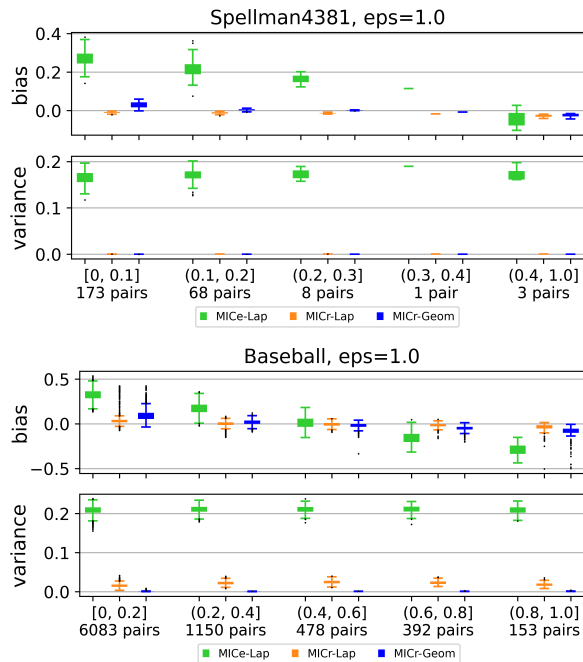 Spellman4381, eps=1.0
0.4
0.2
0.0
bias
0.2
0.1
0.0
variance
[0, 0.1] (0.1, 0.2] (0.2, 0.3] (0.3, 0.4] (0.4, 1.0]
173 pairs 68 pairs 8 pairs 1 pair 3 pairs
MICe-Lap MICr-Lap MICr-Geom
Baseball, eps=1.0
0.5
0.0
−0.5
bias
0.2
0.1
0.0
variance
[0, 0.2] (0.2, 0.4] (0.4, 0.6] (0.6, 0.8] (0.8, 1.0]
6083 pairs 1150 pairs 478 pairs 392 pairs 153 pairs
MICe-Lap MICr-Lap MICr-Geom